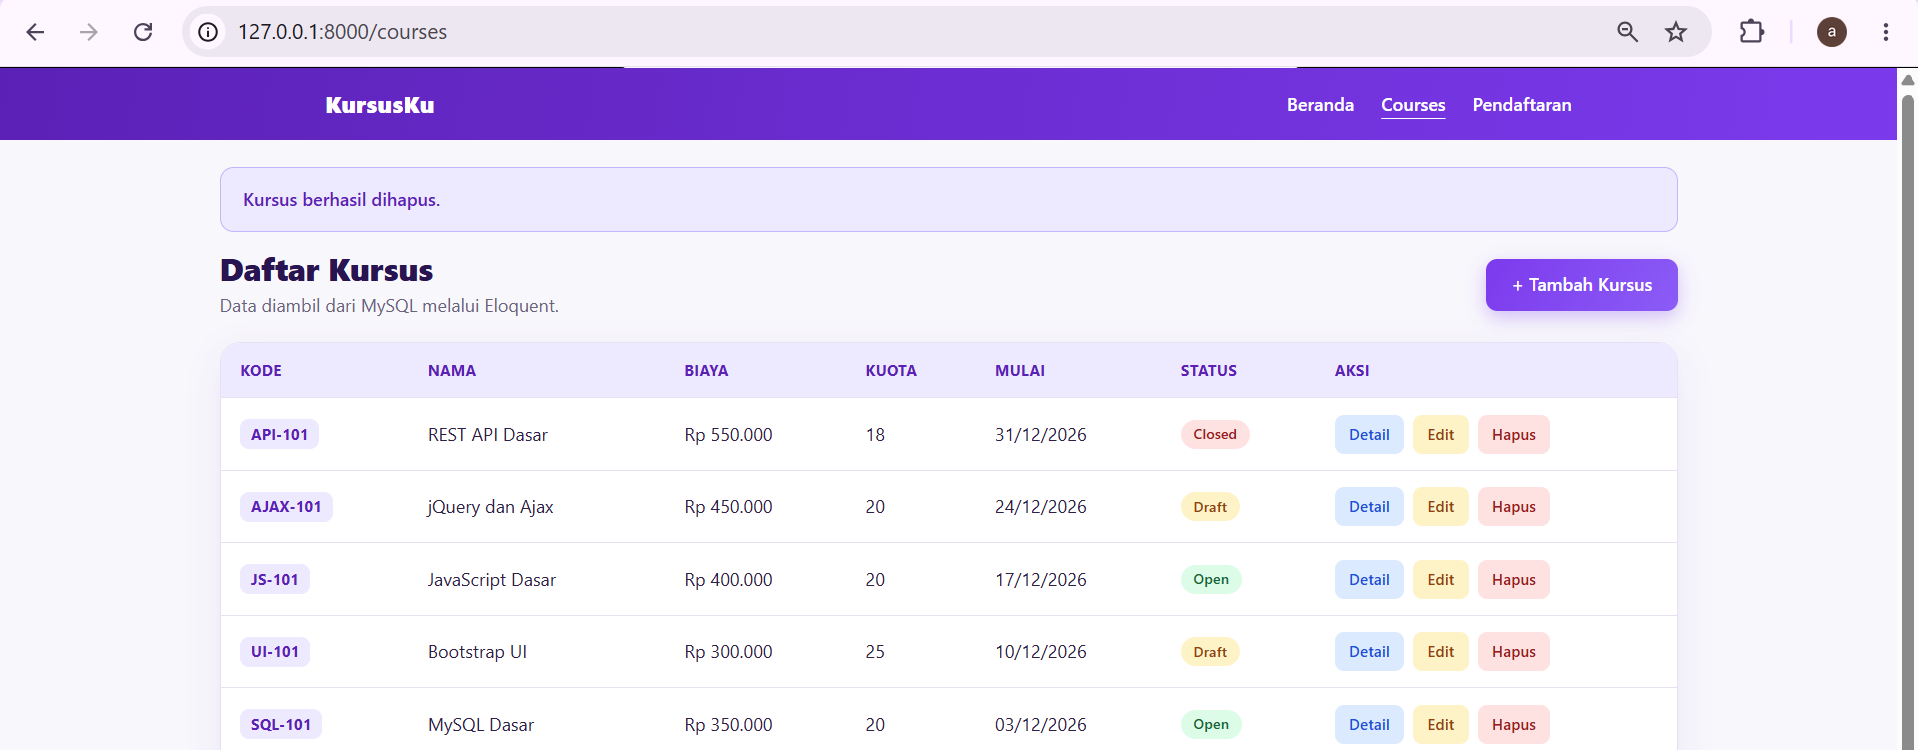 127.0.0.1:8000/courses
a
KursusKu
Beranda Courses Pendaftaran
Kursus berhasil dihapus.
Daftar Kursus
Data diambil dari MySQL melalui Eloquent.
+ Tambah Kursus
KODE NAMA BIAYA KUOTA MULAI STATUS AKSI
API-101 REST API Dasar Rp 550.000 18 31/12/2026 Closed Detail Edit Hapus
AJAX-101 jQuery dan Ajax Rp 450.000 20 24/12/2026 Draft Detail Edit Hapus
JS-101 JavaScript Dasar Rp 400.000 20 17/12/2026 Open Detail Edit Hapus
UI-101 Bootstrap UI Rp 300.000 25 10/12/2026 Draft Detail Edit Hapus
SQL-101 MySQL Dasar Rp 350.000 20 03/12/2026 Open Detail Edit Hapus